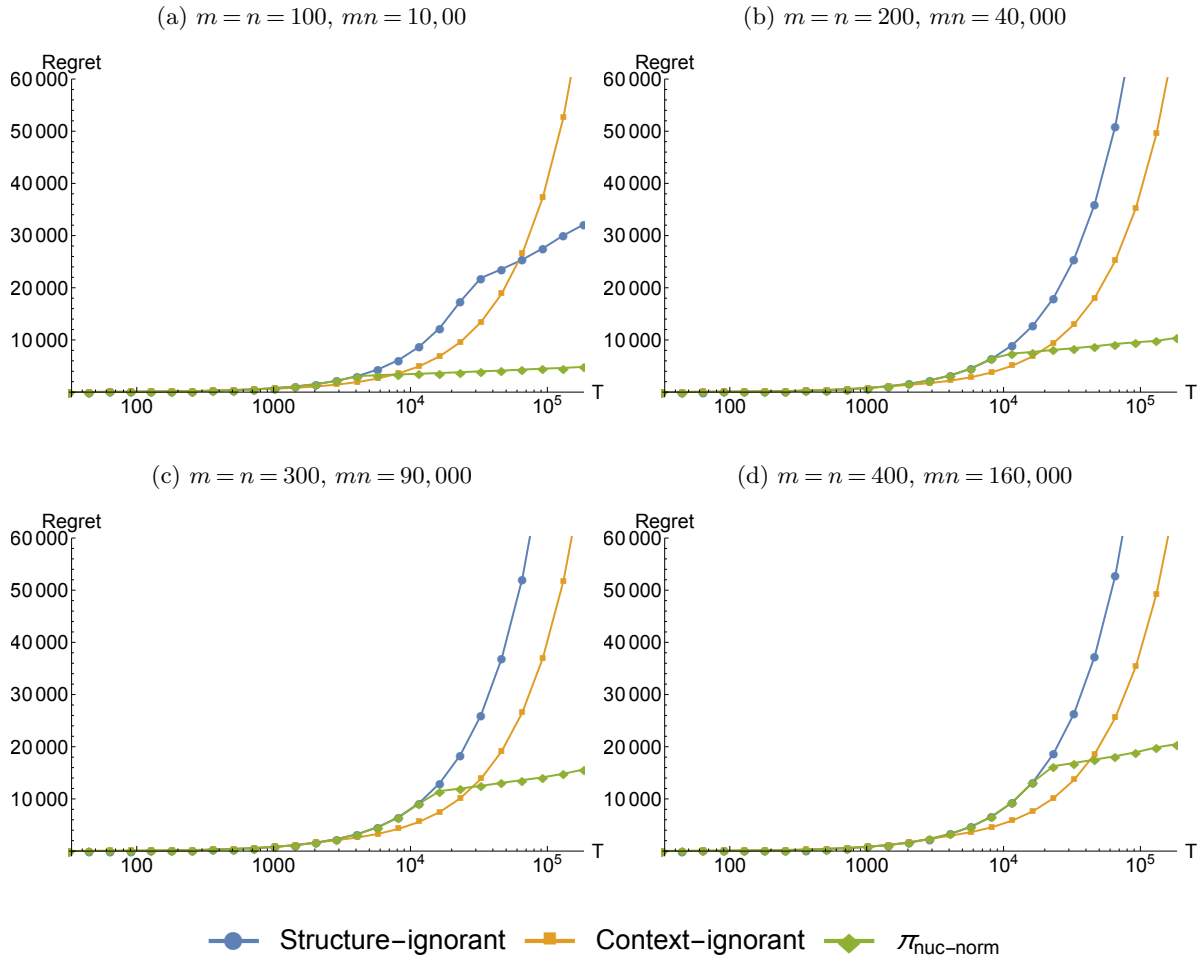 (a) m = n = 100, mn = 10,00
(b) m = n = 200, mn = 40,000
Regret
60 000
50 000
40 000
30 000
20 000
10 000
100 1000 10^4 10^5 T
Regret
60 000
50 000
40 000
30 000
20 000
10 000
100 1000 10^4 10^5 T
(c) m = n = 300, mn = 90,000
(d) m = n = 400, mn = 160,000
Regret
60 000
50 000
40 000
30 000
20 000
10 000
100 1000 10^4 10^5 T
Regret
60 000
50 000
40 000
30 000
20 000
10 000
100 1000 10^4 10^5 T
Structure−ignorant Context−ignorant π_nuc−norm